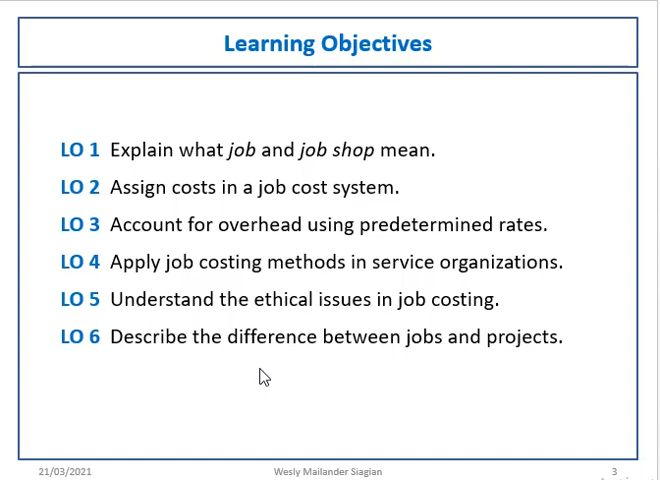 Learning Objectives
LO 1 Explain what job and job shop mean.
LO 2 Assign costs in a job cost system.
LO 3 Account for overhead using predetermined rates.
LO 4 Apply job costing methods in service organizations.
LO 5 Understand the ethical issues in job costing.
LO 6 Describe the difference between jobs and projects.
21/03/2021 Wesly Mailander Siagian 3